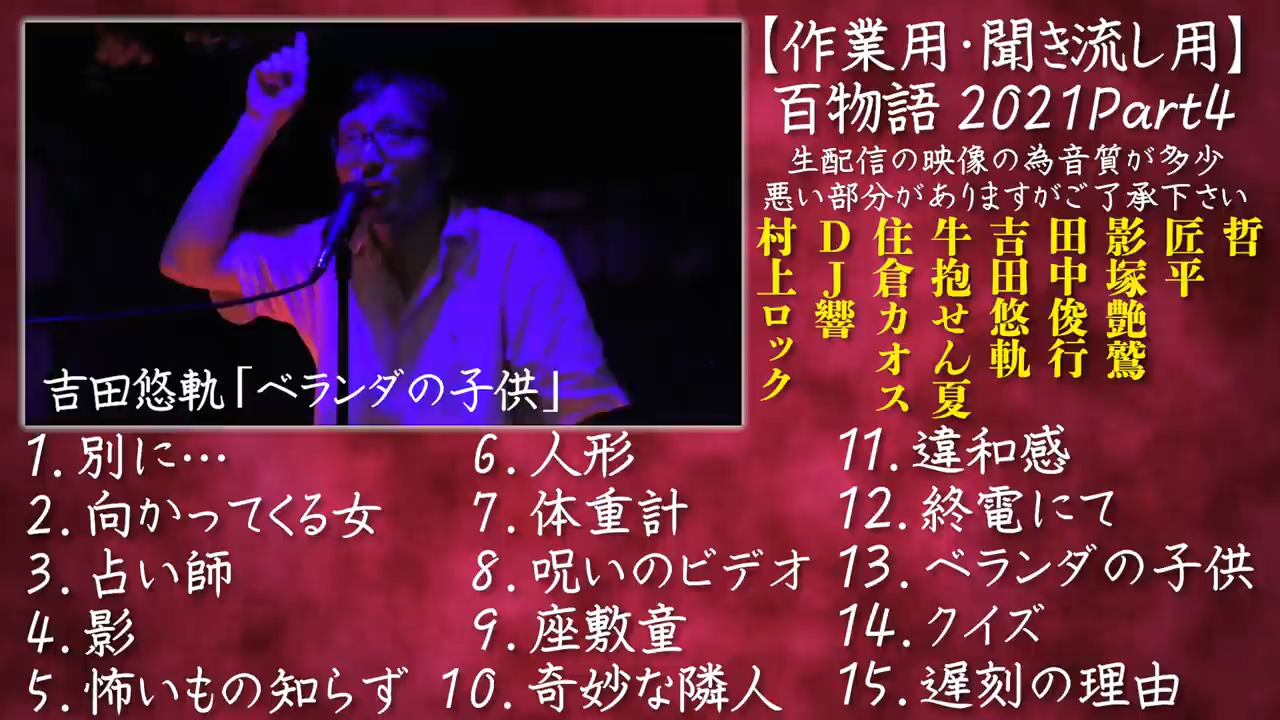 【作業用・聞き流し用】
百物語 2021Part4
生配信の映像の為音質が多少
悪い部分がありますがご了承下さい
哲
匠平
影塚艶鷲
田中俊行
吉田悠軌
牛抱せん夏
住倉カオス
DJ響
村上ロック
吉田悠軌「ベランダの子供」
1. 別に…
2. 向かってくる女
3. 占い師
4. 影
5. 怖いもの知らず
6. 人形
7. 体重計
8. 呪いのビデオ
9. 座敷童
10. 奇妙な隣人
11. 違和感
12. 終電にて
13. ベランダの子供
14. クイズ
15. 遅刻の理由